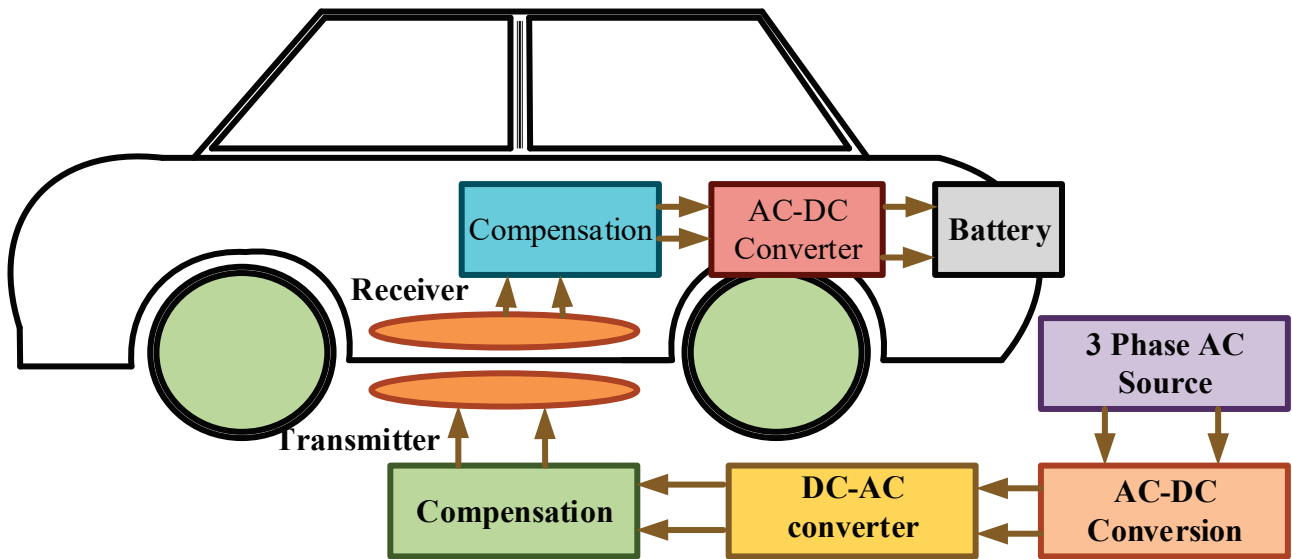 Compensation
AC-DC
Converter
Battery
Receiver
3 Phase AC
Source
Transmitter
Compensation
DC-AC
converter
AC-DC
Conversion